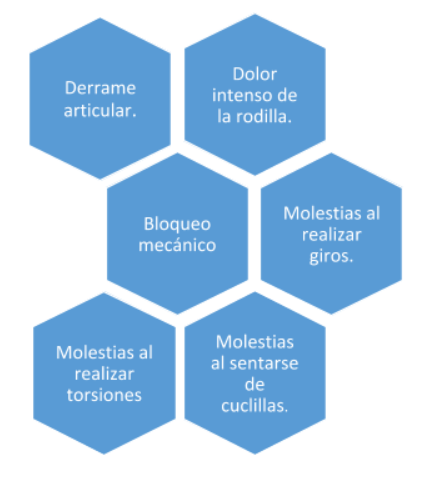 Derrame
articular.
Dolor
intenso de
la rodilla.
Bloqueo
mecánico
Molestias al
realizar
giros.
Molestias al
realizar
torsiones
Molestias
al sentarse
de
cuclillas.